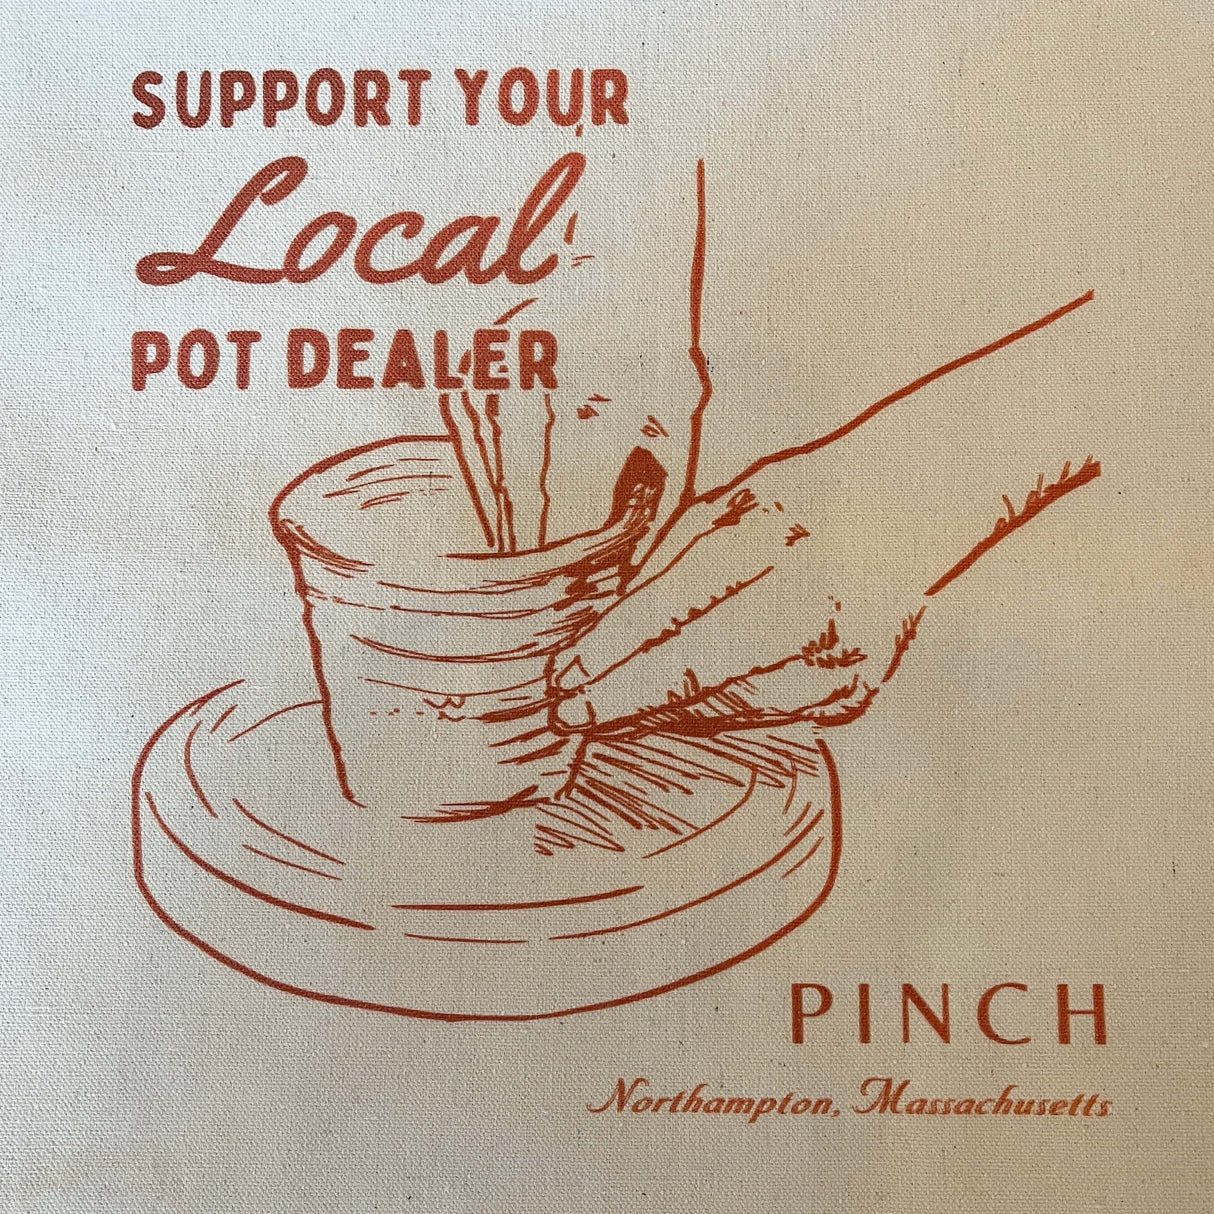 SUPPORT YOUR
Local
POT DEALER
PINCH
Northampton, Massachusetts